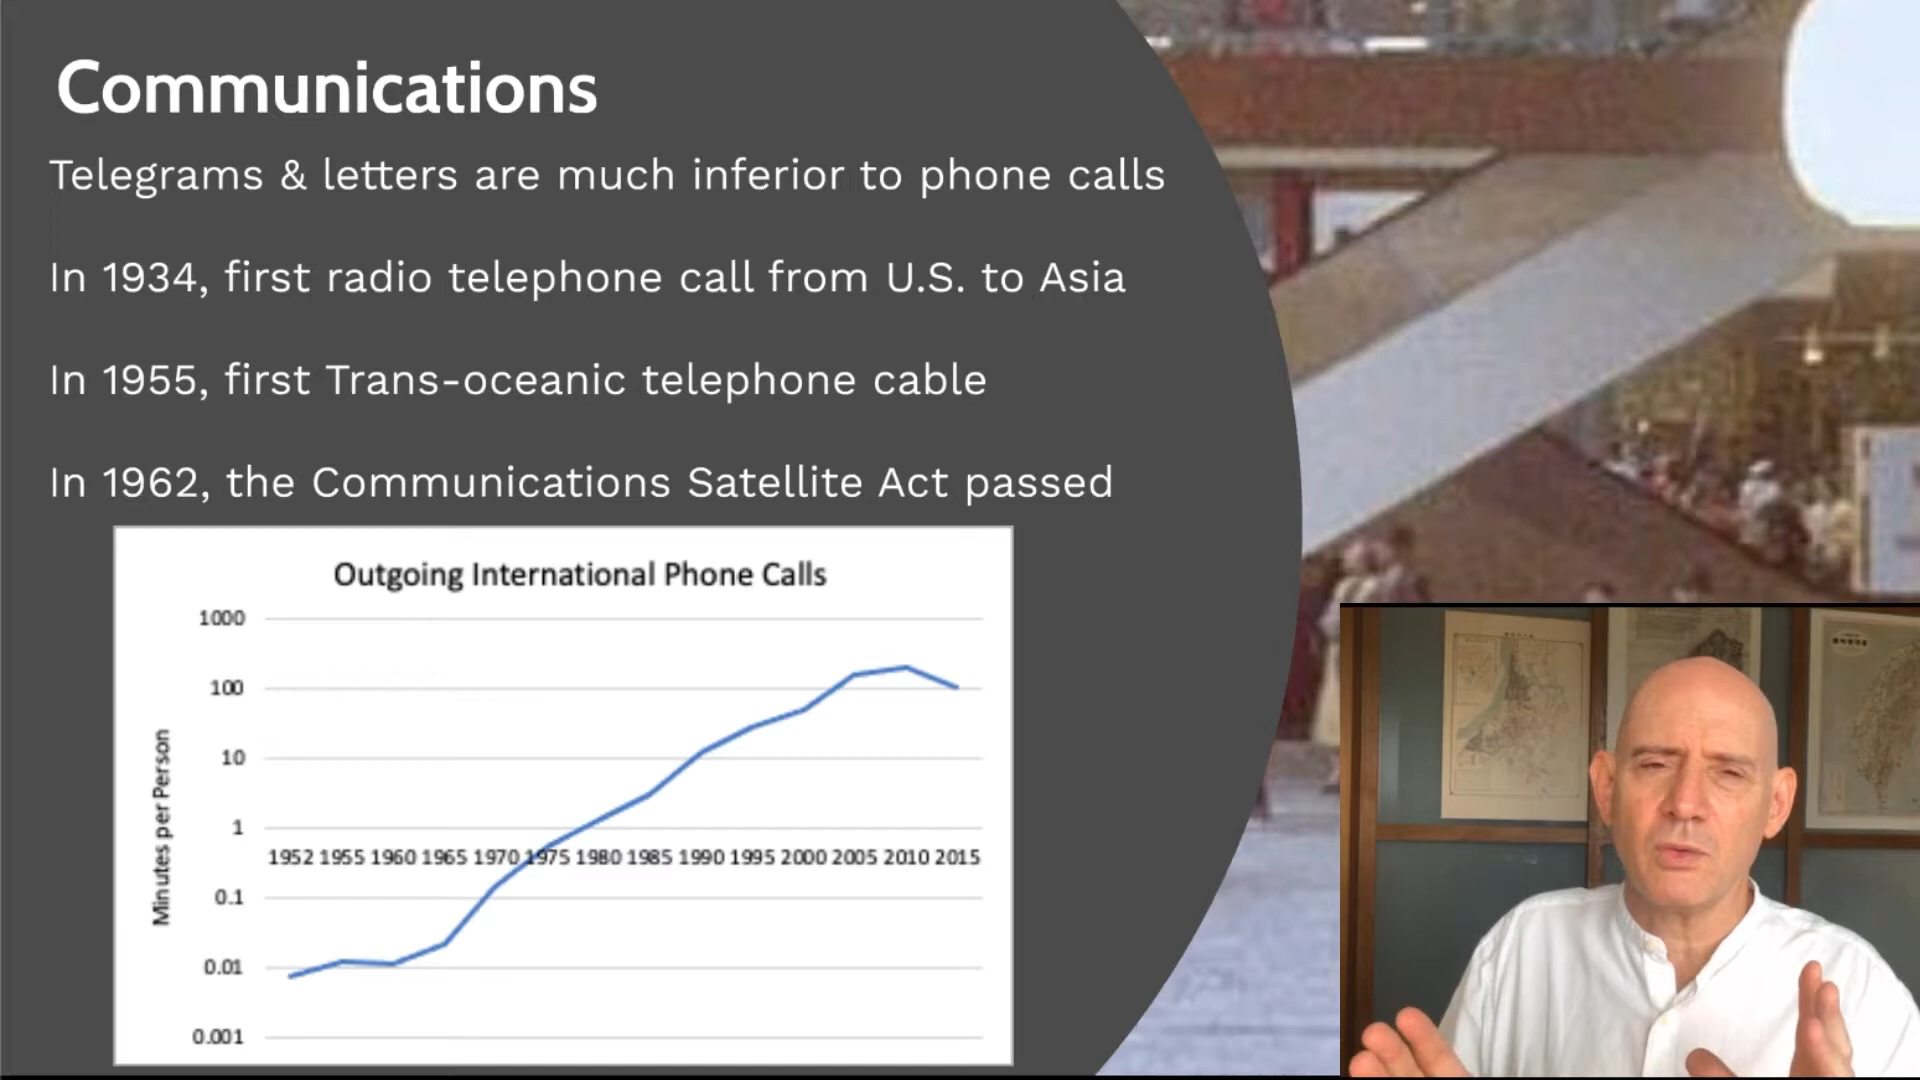 Communications
Telegrams & letters are much inferior to phone calls
In 1934, first radio telephone call from U.S. to Asia
In 1955, first Trans-oceanic telephone cable
In 1962, the Communications Satellite Act passed
Outgoing International Phone Calls
Minutes per Person
1000
100
10
1
1952 1955 1960 1965 1970 1975 1980 1985 1990 1995 2000 2005 2010 2015
0.1
0.01
0.001